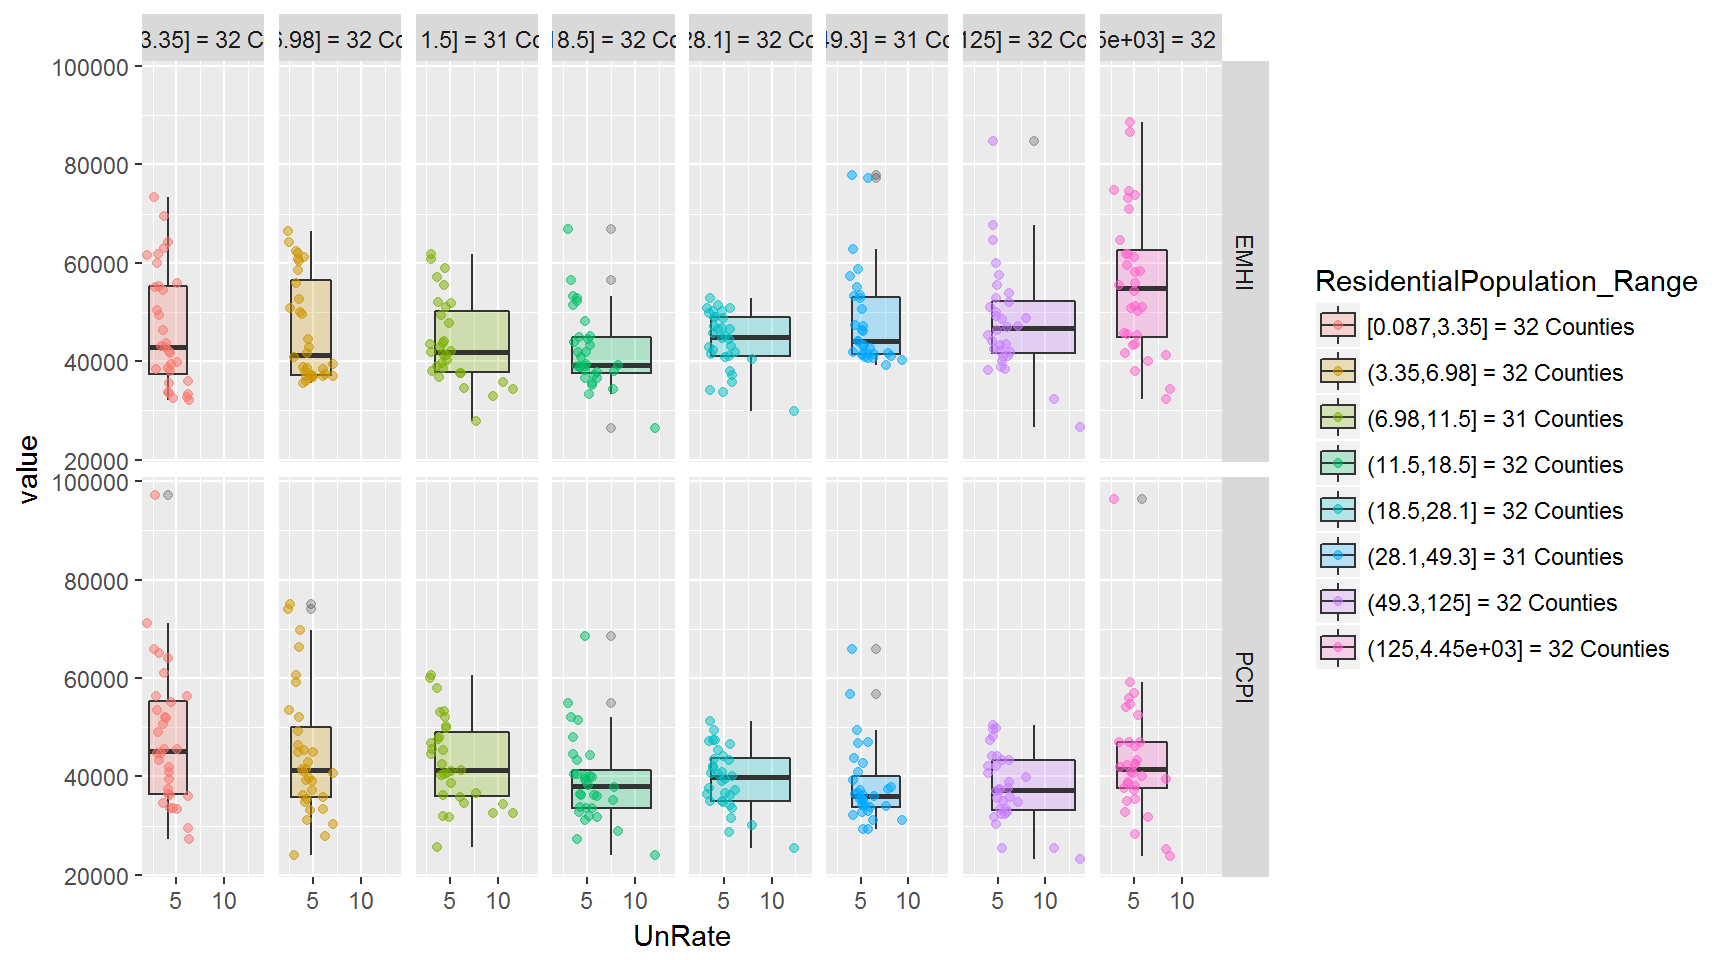 3.35] = 32 C
6.98] = 32 Co
1.5] = 31 Co
18.5] = 32 Co
28.1] = 32 Co
49.3] = 31 Co
125] = 32 Co
5e+03] = 32
100000
80000
60000
40000
20000
EMHI
100000
80000
60000
40000
20000
PCPI
value
5 10 5 10 5 10 5 10 5 10 5 10 5 10 5 10
UnRate
ResidentialPopulation_Range
[0.087,3.35] = 32 Counties
(3.35,6.98] = 32 Counties
(6.98,11.5] = 31 Counties
(11.5,18.5] = 32 Counties
(18.5,28.1] = 32 Counties
(28.1,49.3] = 31 Counties
(49.3,125] = 32 Counties
(125,4.45e+03] = 32 Counties